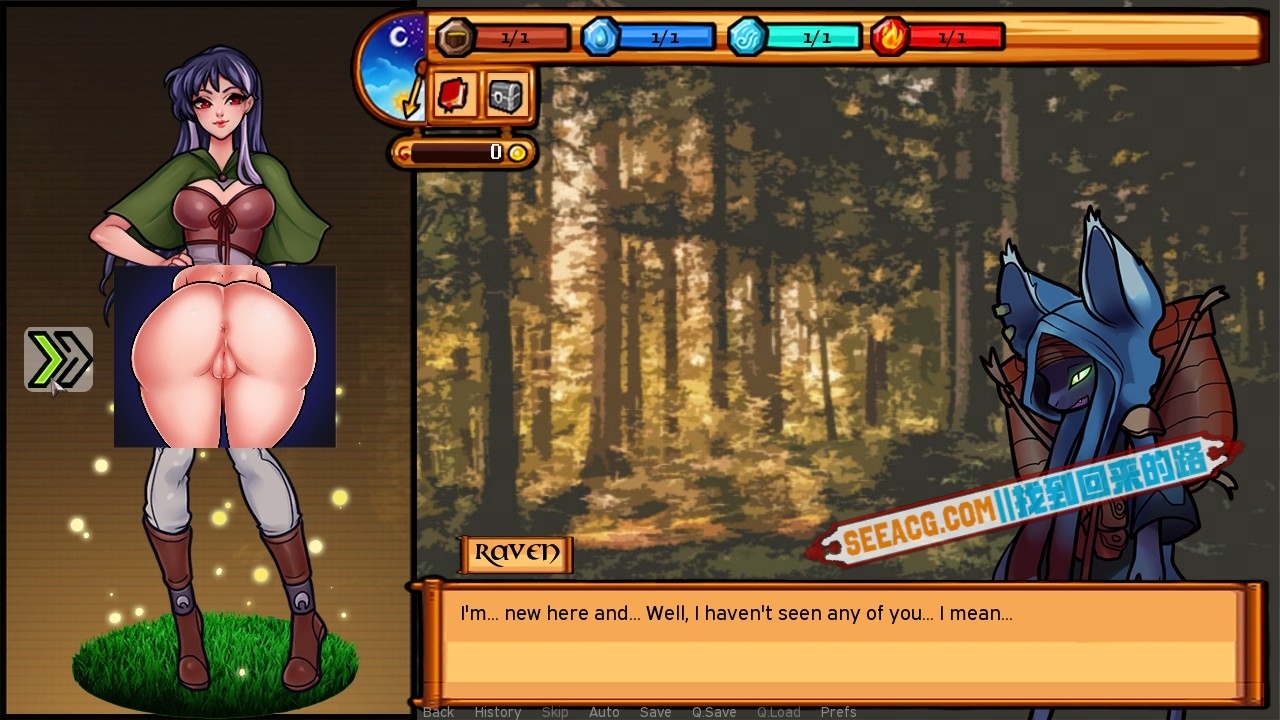 1/1 1/1 1/1 1/1
0
SEEACG.COM||找到回来的路
RAVEN
I'm... new here and... Well, I haven't seen any of you... I mean...
Back History Skip Auto Save Q.Save Q.Load Prefs